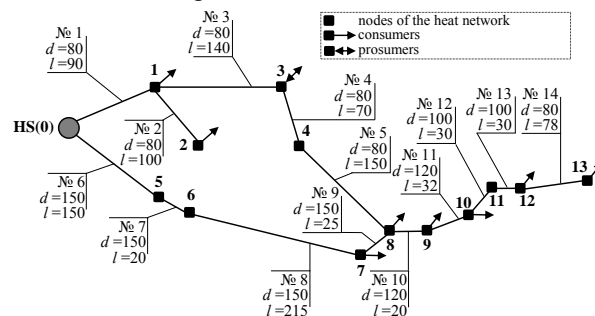 nodes of the heat network
consumers
prosumers
№ 1
d=80
l=90
№ 3
d=80
l=140
1
3
№ 4
d=80
l=70
№ 12
d=100
l=30
№ 13
d=100
l=30
№ 14
d=80
l=78
HS(0)
№ 2
d=80
l=100
2
4
№ 5
d=80
l=150
№ 11
d=120
l=32
13
№ 6
d=150
l=150
5
6
№ 9
d=150
l=25
10
11
12
№ 7
d=150
l=20
8
9
7
№ 8
d=150
l=215
№ 10
d=120
l=20